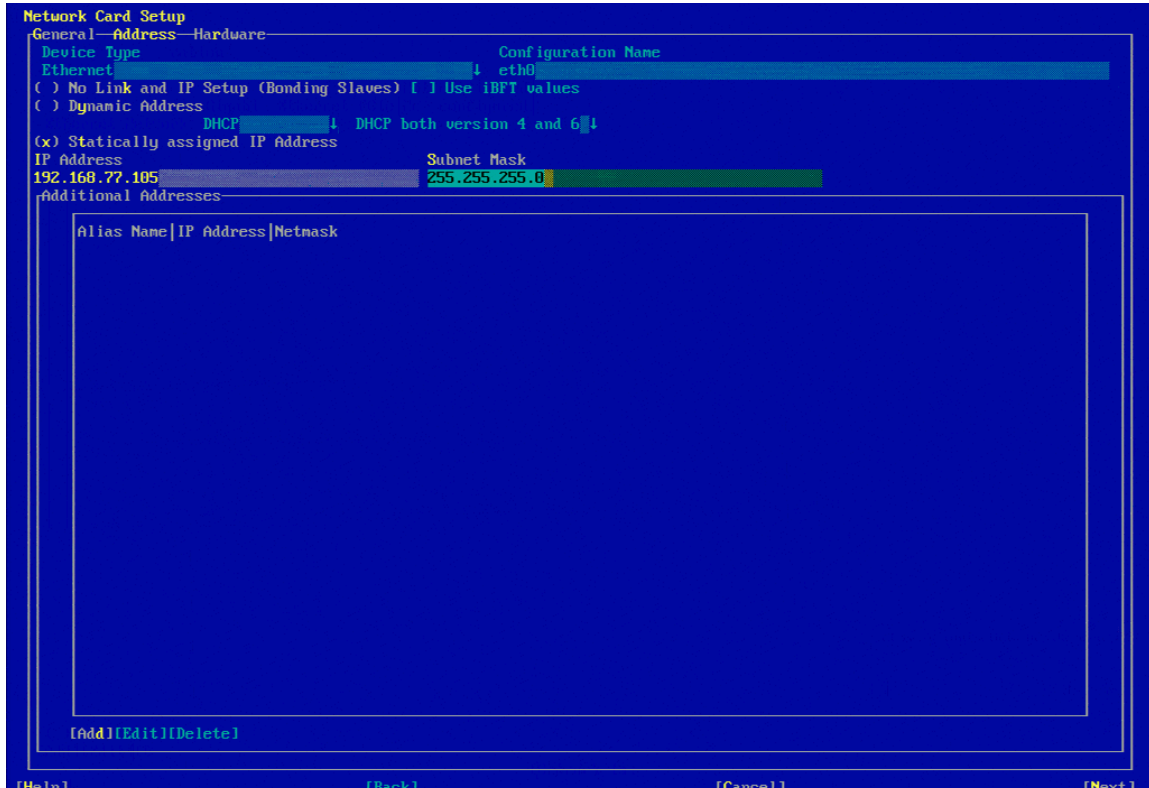 Network Card Setup
General Address Hardware
Device Type Configuration Name
Ethernet ↓ eth0
( ) No Link and IP Setup (Bonding Slaves) [ ] Use iBFT values
( ) Dynamic Address
DHCP ↓ DHCP both version 4 and 6 ↓
(x) Statically assigned IP Address
IP Address Subnet Mask
192.168.77.105 255.255.255.0
Additional Addresses
Alias Name|IP Address|Netmask
[Add][Edit][Delete]
[Help] [Back] [Cancel] [Next]